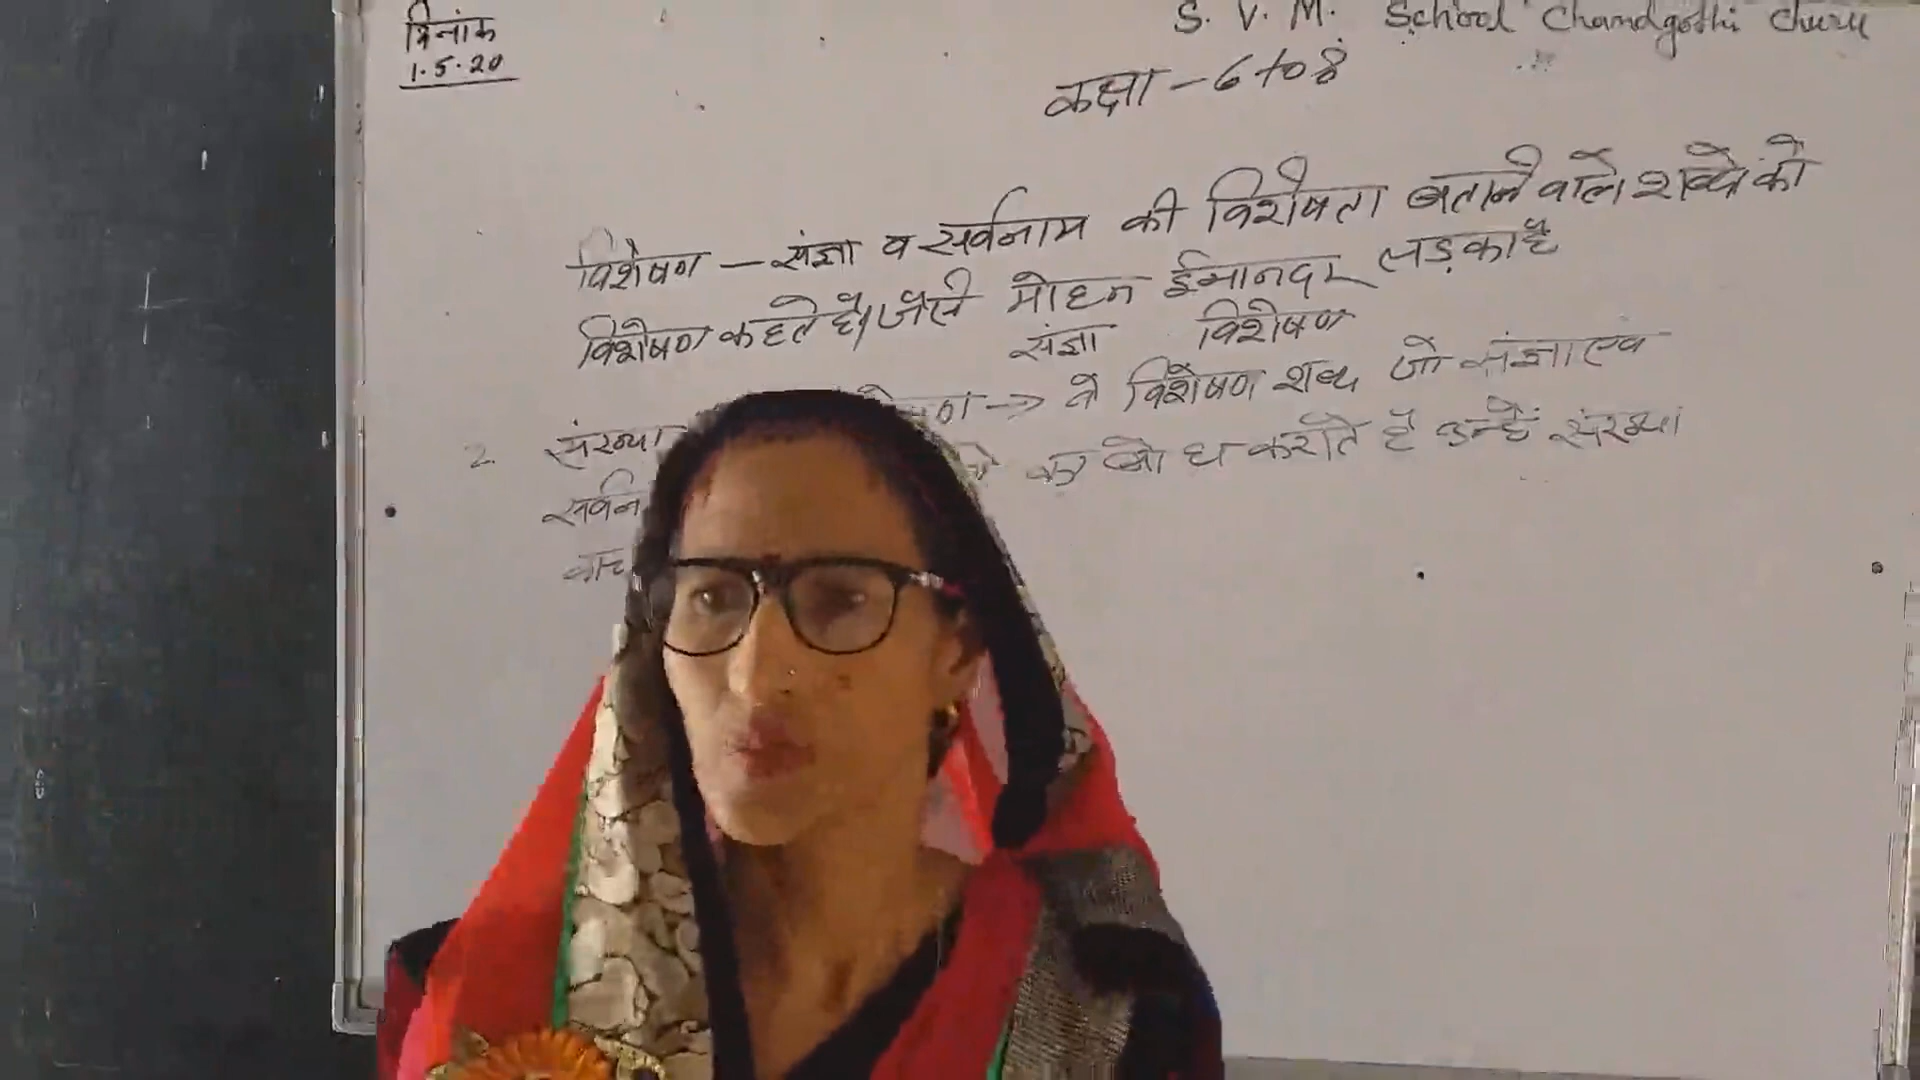 दिनांक
1.5.20
S. V. M. School Chandgothi Churu
कक्षा - 6 to 8
विशेषण - संज्ञा व सर्वनाम की विशेषता बताने वाले शब्दो को
विशेषण कहते है। जैसे मोहन ईमानदार लड़का है
संज्ञा विशेषण
2. संख्या → वे विशेषण शब्द जो संज्ञा एवं
का बोध कराते है उन्हें संख्या